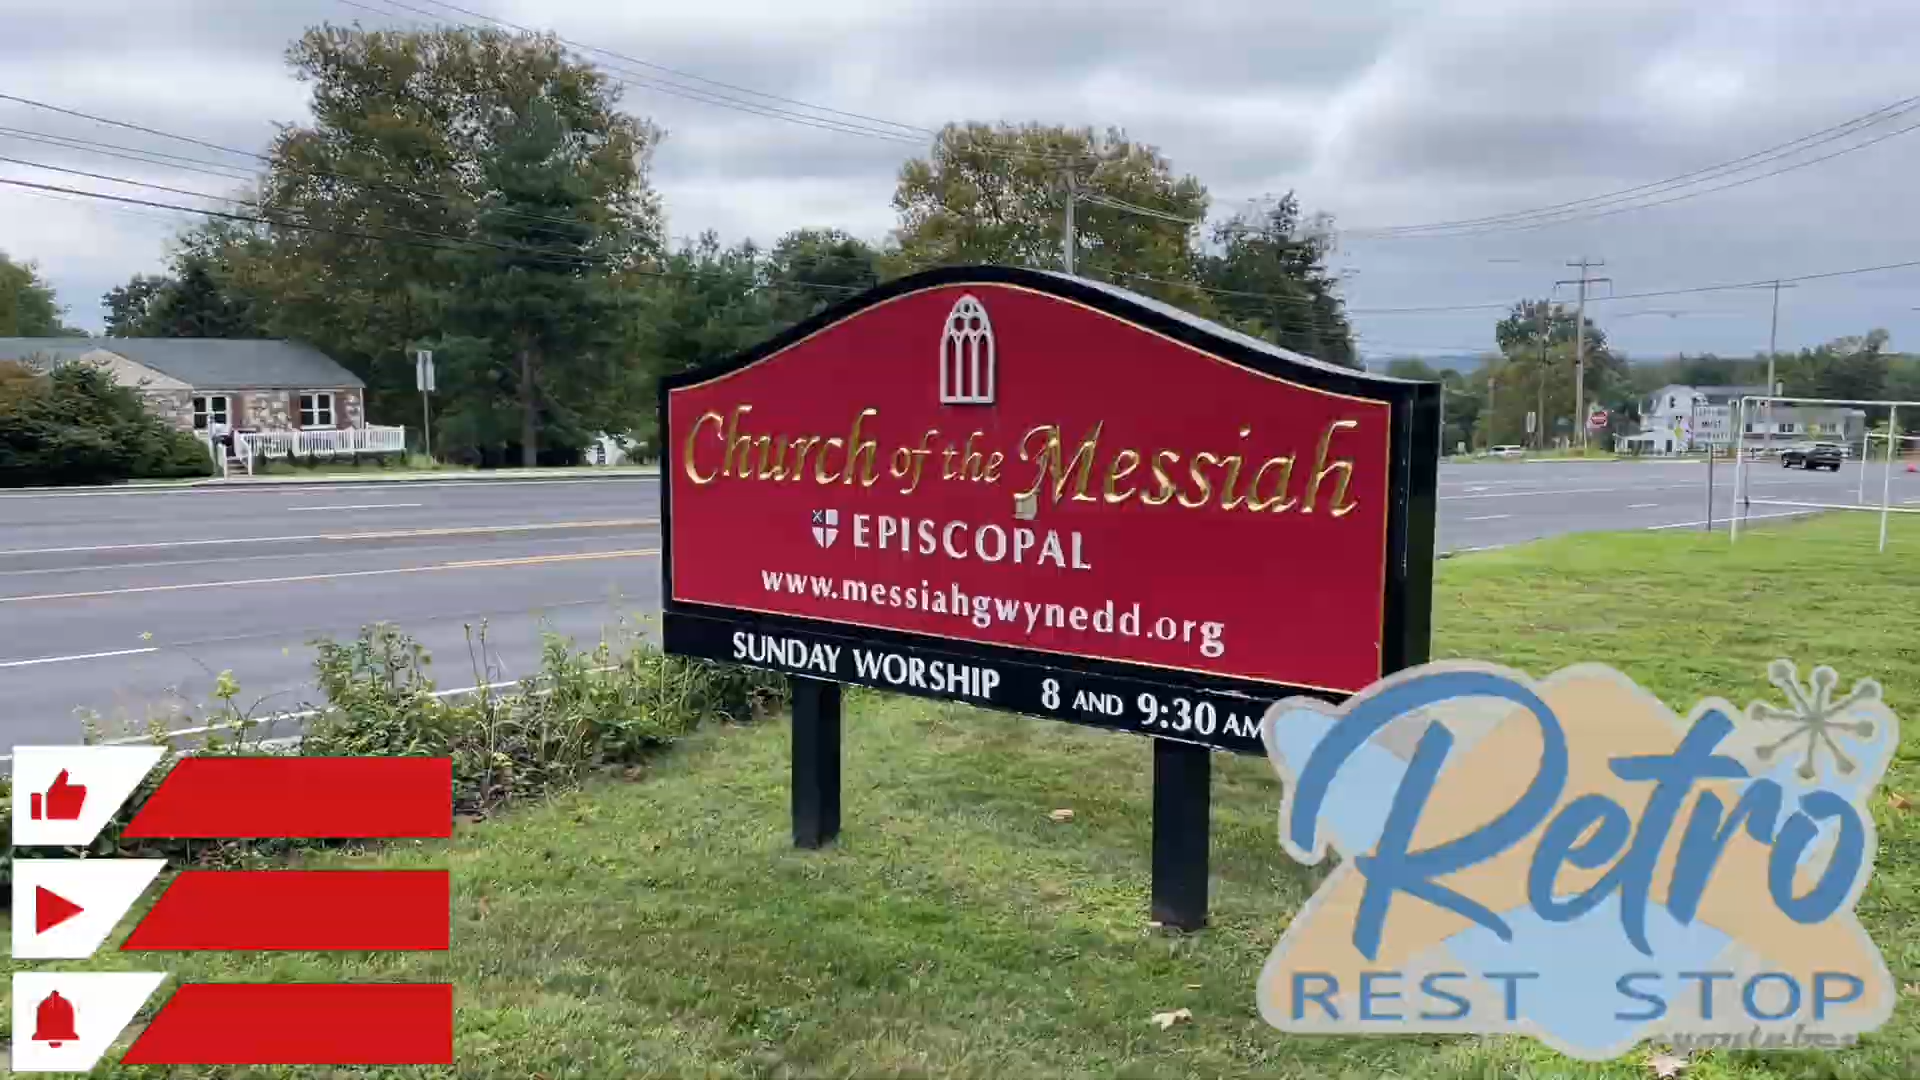 Church of the Messiah
EPISCOPAL
www.messiahgwynedd.org
SUNDAY WORSHIP 8 AND 9:30 AM
Retro
REST STOP